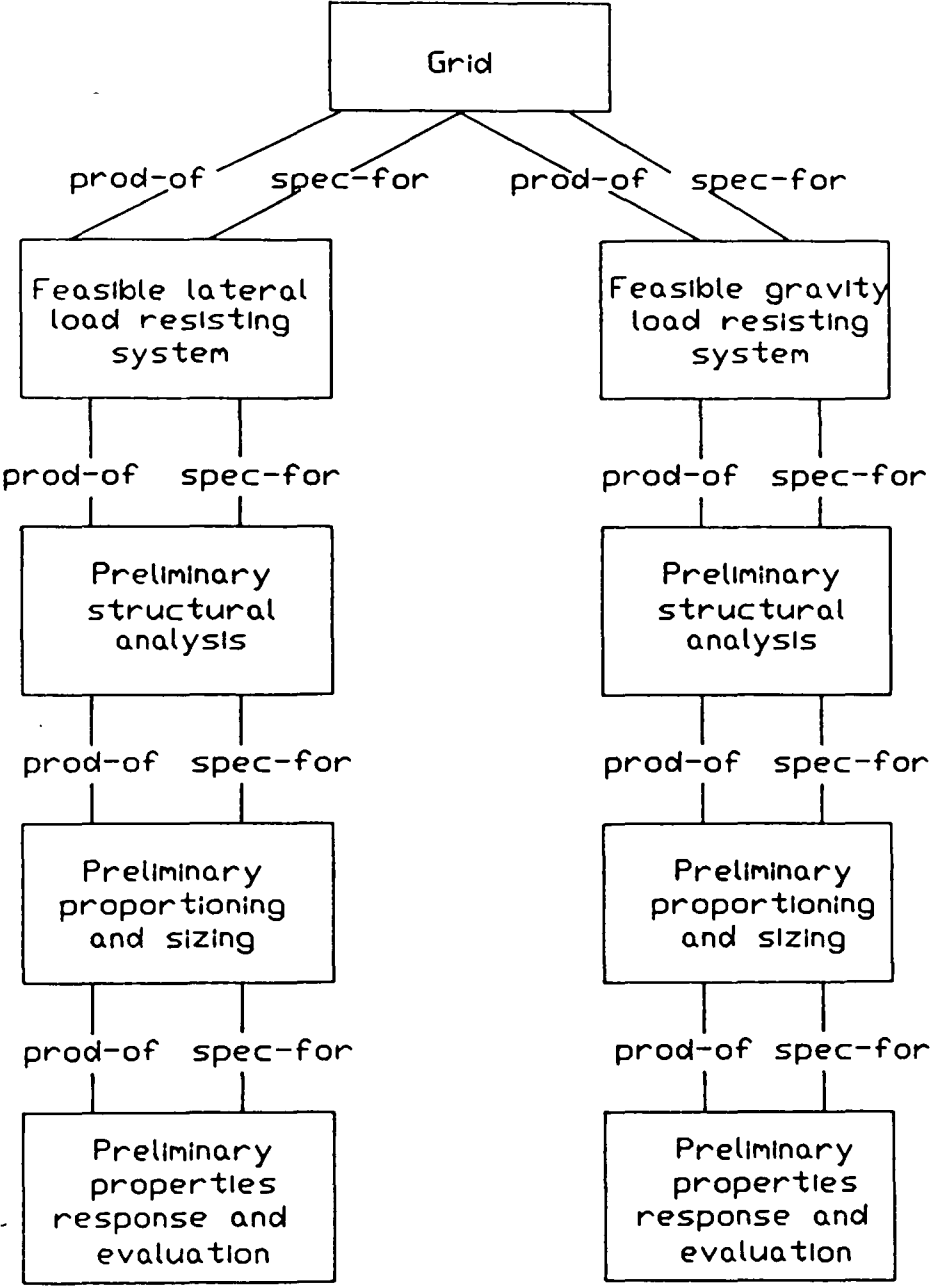 Grid
prod-of spec-for prod-of spec-for
Feasible lateral
load resisting
system
Feasible gravity
load resisting
system
prod-of spec-for prod-of spec-for
Preliminary
structural
analysis
Preliminary
structural
analysis
prod-of spec-for prod-of spec-for
Preliminary
proportioning
and sizing
Preliminary
proportioning
and sizing
prod-of spec-for prod-of spec-for
Preliminary
properties
response and
evaluation
Preliminary
properties
response and
evaluation